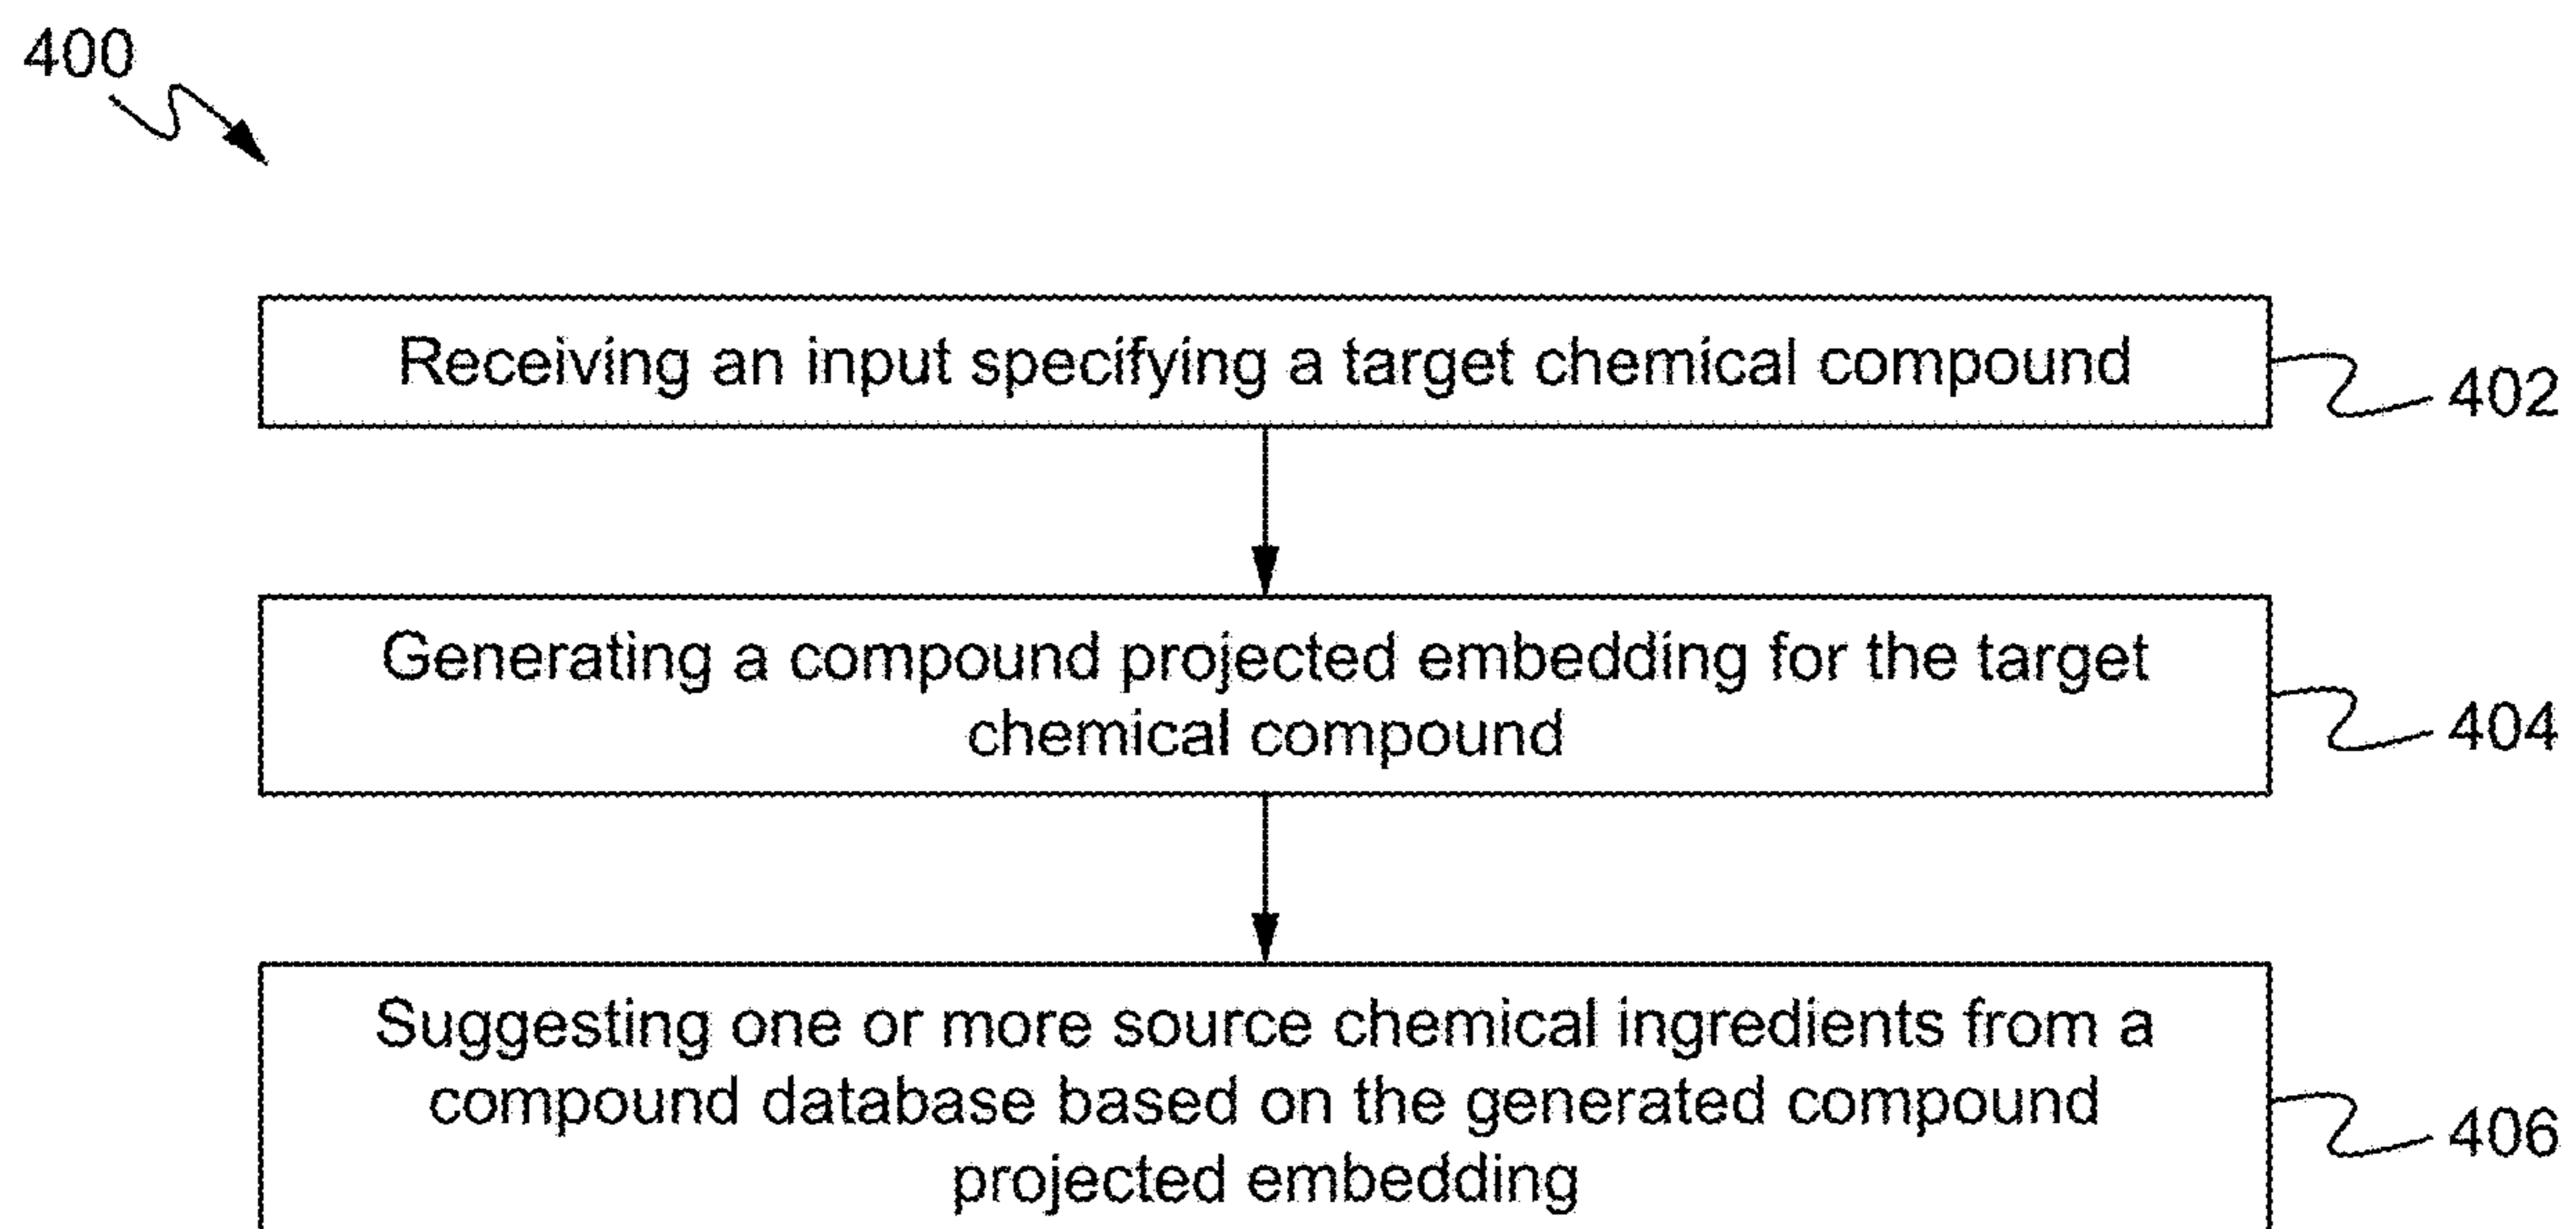 400
Receiving an input specifying a target chemical compound
402
Generating a compound projected embedding for the target
chemical compound
404
Suggesting one or more source chemical ingredients from a
compound database based on the generated compound
projected embedding
406